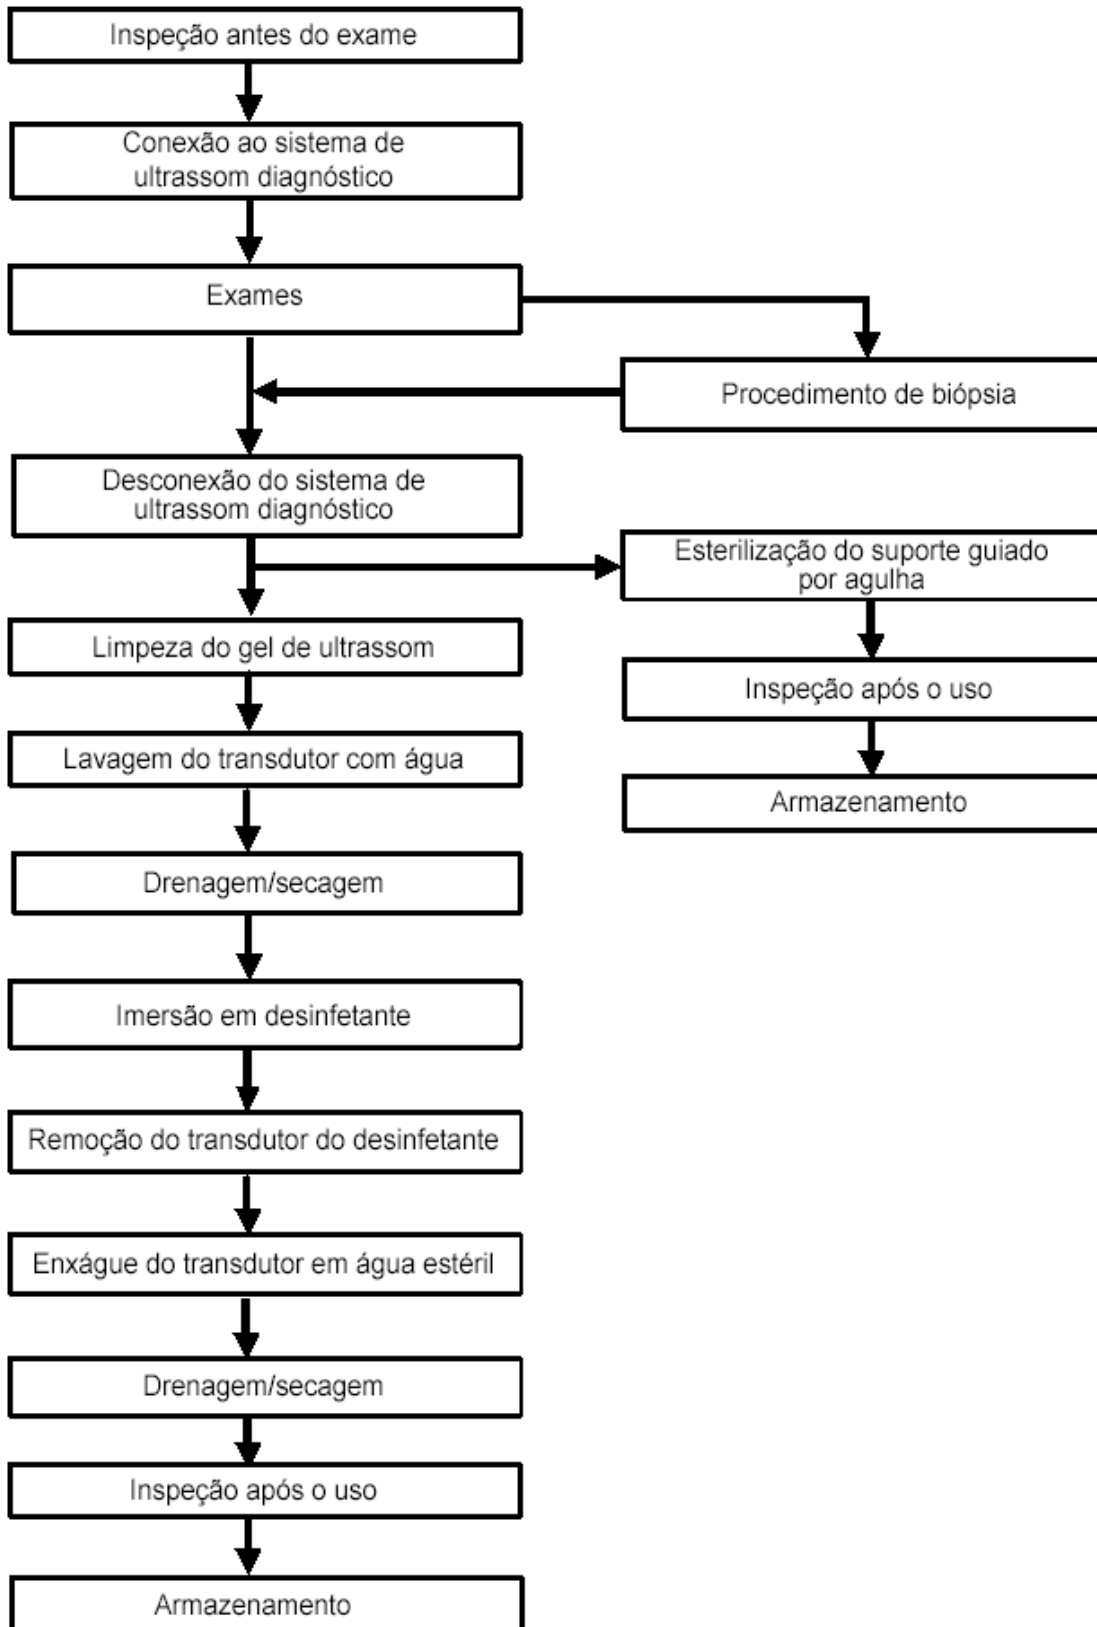 Inspeção antes do exame
Conexão ao sistema de
ultrassom diagnóstico
Exames
Procedimento de biópsia
Desconexão do sistema de
ultrassom diagnóstico
Esterilização do suporte guiado
por agulha
Limpeza do gel de ultrassom
Inspeção após o uso
Lavagem do transdutor com água
Armazenamento
Drenagem/secagem
Imersão em desinfetante
Remoção do transdutor do desinfetante
Enxágue do transdutor em água estéril
Drenagem/secagem
Inspeção após o uso
Armazenamento